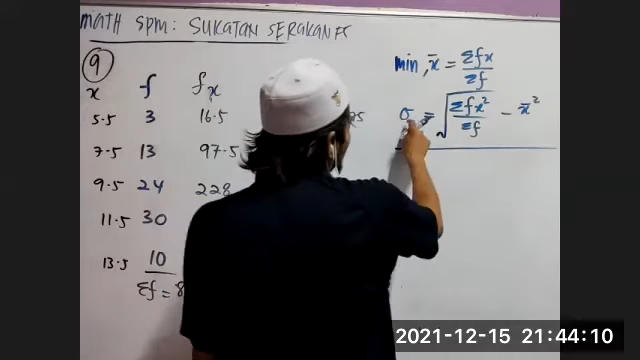 math spm: SUKATAN SERAKAN
9
x f fx
5.5 3 16.5
7.5 13 97.5
9.5 24 228
11.5 30
13.5 10
Σf = 8
min, x̄ = Σfx / Σf
σ = √(Σfx² / Σf - x̄²)
2021-12-15 21:44:10